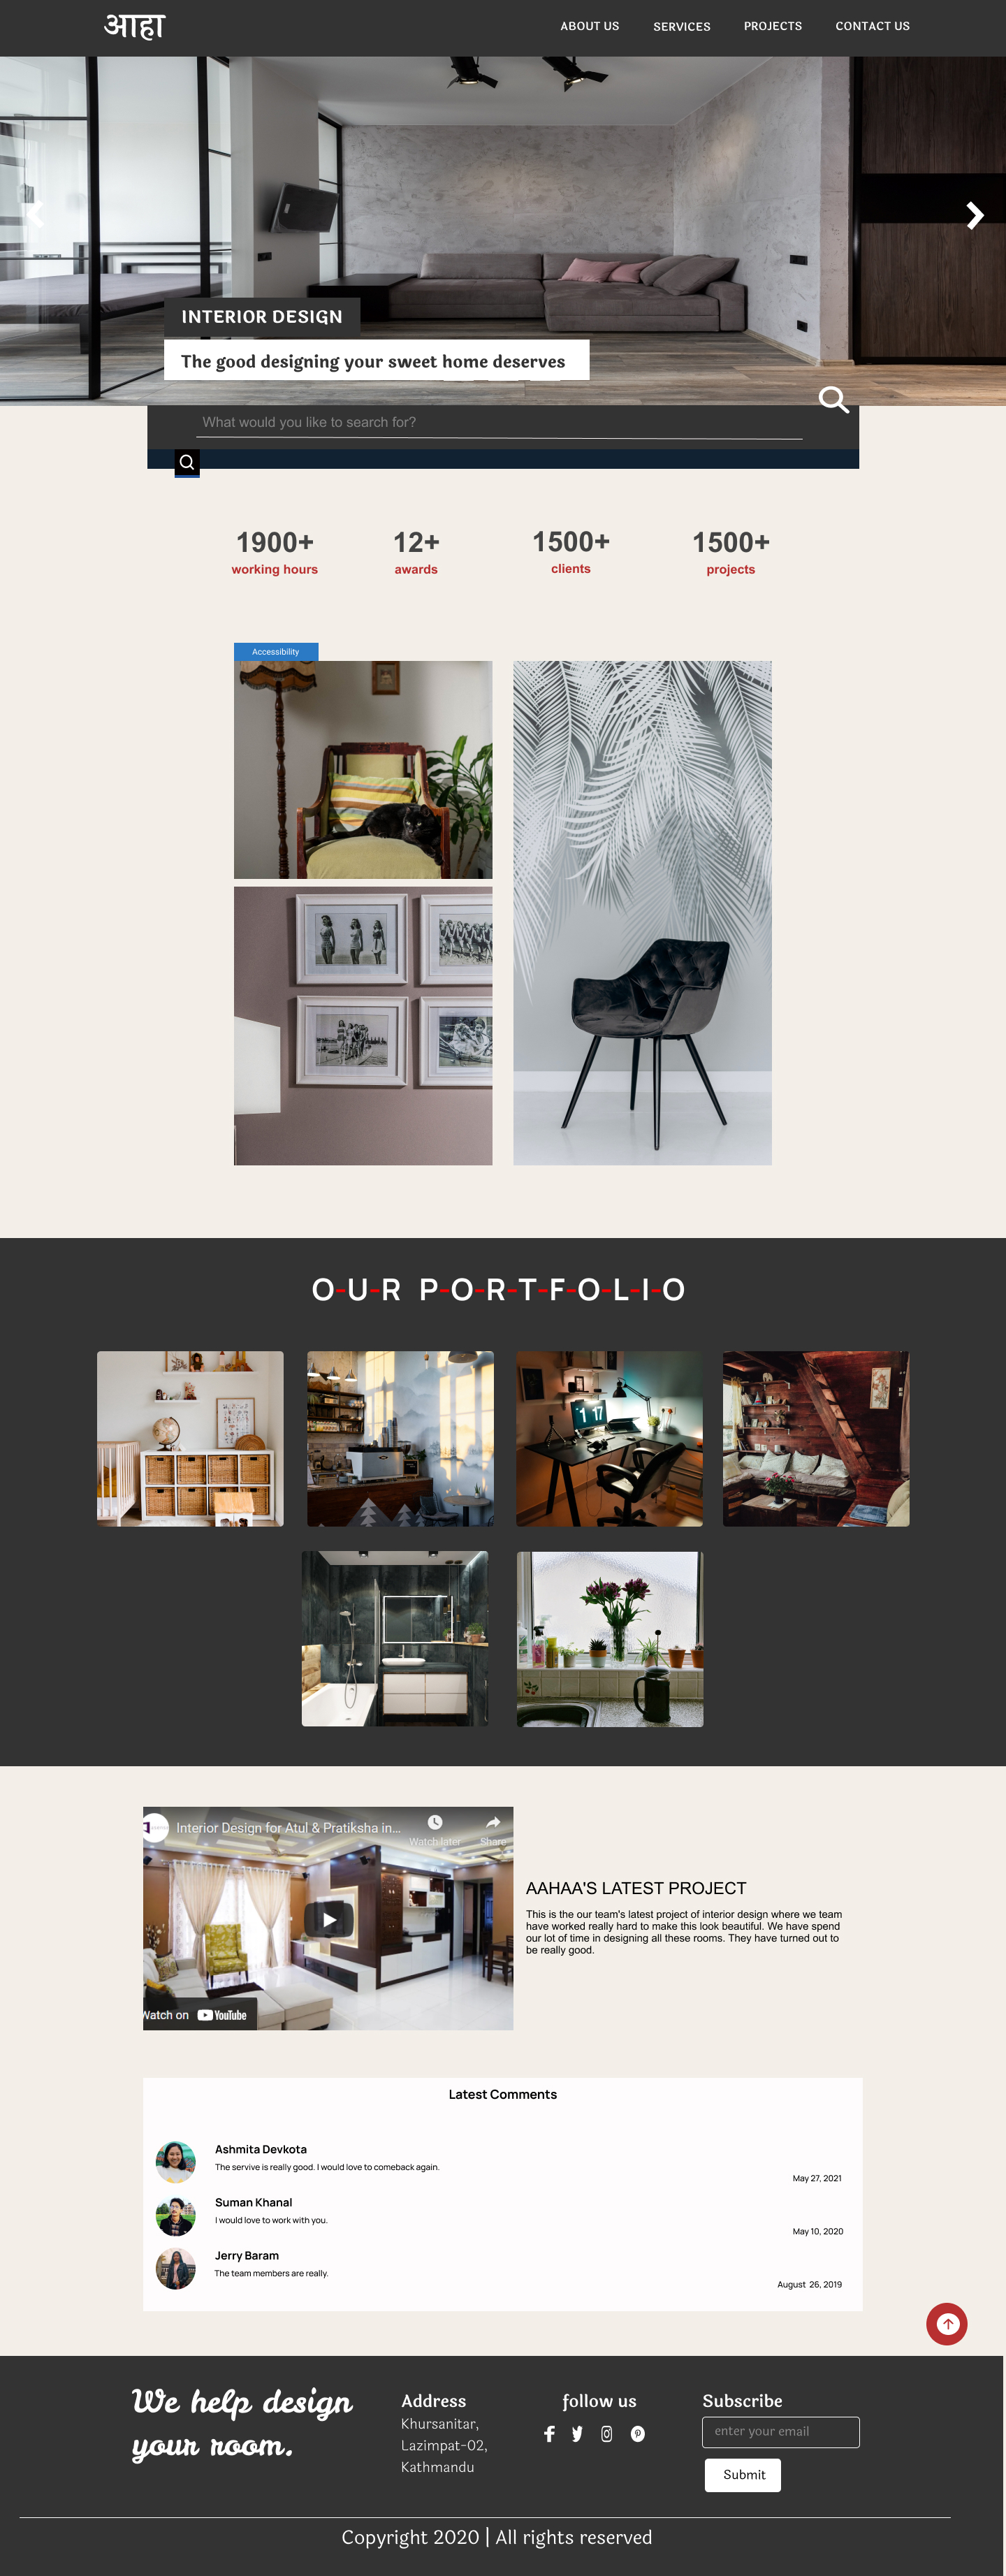 आहा
ABOUT US
SERVICES
PROJECTS
CONTACT US
INTERIOR DESIGN
The good designing your sweet home deserves
What would you like to search for?
1900+
working hours
12+
awards
1500+
clients
1500+
projects
Accessibility
O-U-R P-O-R-T-F-O-L-I-O
1 17
Interior Design for Atul & Pratiksha in...
Watch later
Share
Watch on YouTube
AAHAA'S LATEST PROJECT
This is the our team's latest project of interior design where we team
have worked really hard to make this look beautiful. We have spend
our lot of time in designing all these rooms. They have turned out to
be really good.
Latest Comments
Ashmita Devkota
The servive is really good. I would love to comeback again.
May 27, 2021
Suman Khanal
I would love to work with you.
May 10, 2020
Jerry Baram
The team members are really.
August 26, 2019
We help design
your room.
Address
Khursanitar,
Lazimpat-02,
Kathmandu
follow us
Subscribe
enter your email
Submit
Copyright 2020 | All rights reserved